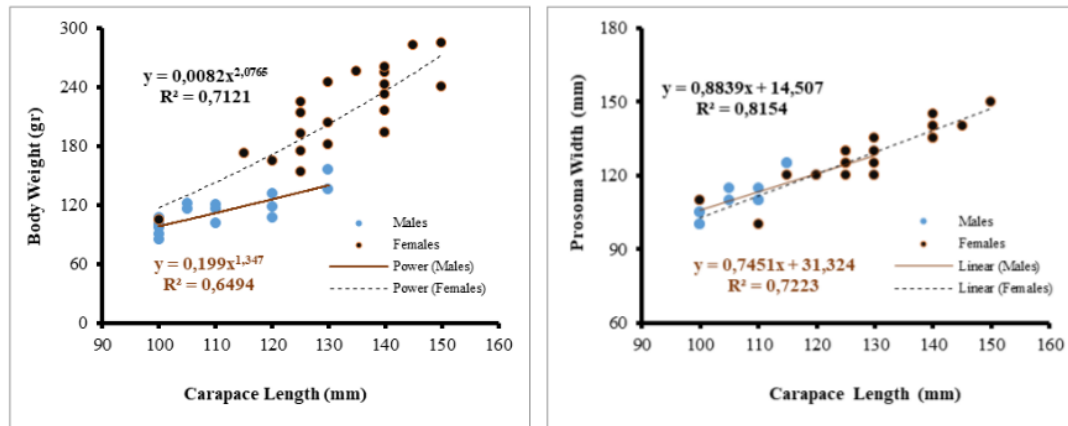 300
240
180
120
60
0
Body Weight (gr)
y = 0,0082x^2,0765
R² = 0,7121
Males
Females
Power (Males)
Power (Females)
y = 0,199x^1,347
R² = 0,6494
90 100 110 120 130 140 150 160
Carapace Length (mm)
180
150
120
90
60
Prosoma Width (mm)
y = 0,8839x + 14,507
R² = 0,8154
Males
Females
Linear (Males)
Linear (Females)
y = 0,7451x + 31,324
R² = 0,7223
90 100 110 120 130 140 150 160
Carapace Length (mm)